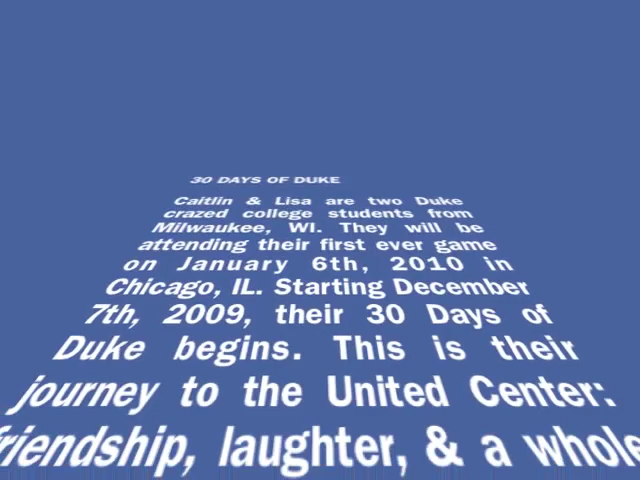 30 DAYS OF DUKE
Caitlin & Lisa are two Duke
crazed college students from
Milwaukee, WI. They will be
attending their first ever game
on January 6th, 2010 in
Chicago, IL. Starting December
7th, 2009, their 30 Days of
Duke begins. This is their
journey to the United Center:
friendship, laughter, & a whole